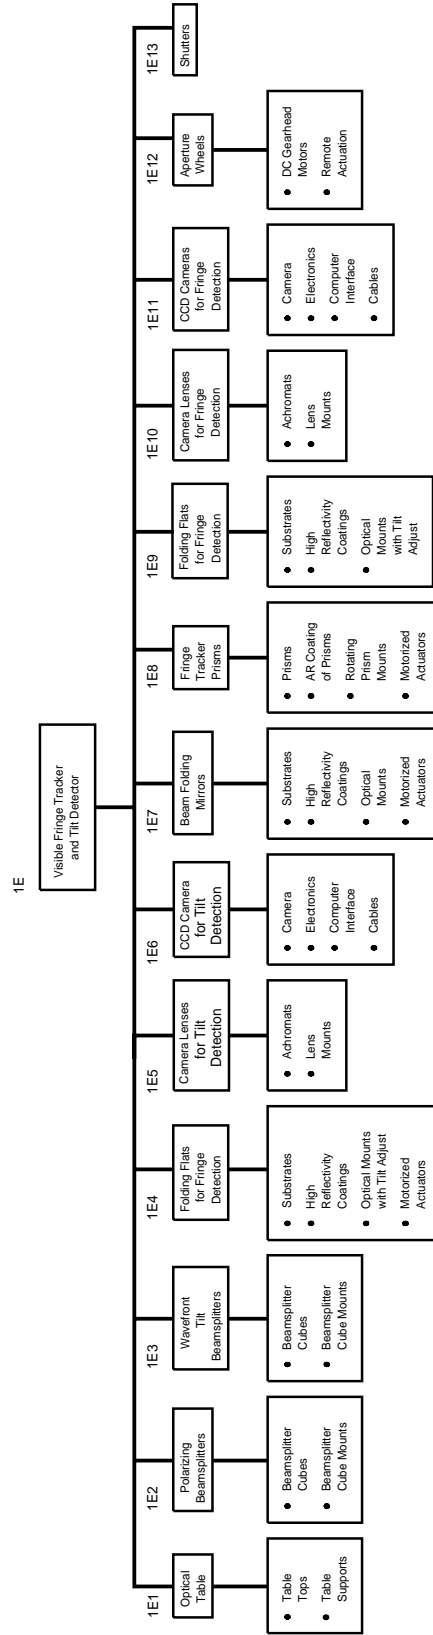 1E
Visible Fringe Tracker
and Tilt Detector
1E1
Optical
Table
• Table
Tops
• Table
Supports
1E2
Polarizing
Beamsplitters
• Beamsplitter
Cubes
• Beamsplitter
Cube Mounts
1E3
Wavefront
Tilt
Beamsplitters
• Beamsplitter
Cubes
• Beamsplitter
Cube Mounts
1E4
Folding Flats
for Fringe
Detection
• Substrates
• High
Reflectivity
Coatings
• Optical Mounts
with Tilt Adjust
• Motorized
Actuators
1E5
Camera Lenses
for Tilt
Detection
• Achromats
• Lens
Mounts
1E6
CCD Camera
for Tilt
Detection
• Camera
• Electronics
• Computer
Interface
• Cables
1E7
Beam Folding
Mirrors
• Substrates
• High
Reflectivity
Coatings
• Optical
Mounts
• Motorized
Actuators
1E8
Fringe
Tracker
Prisms
• Prisms
• AR Coating
of Prisms
• Rotating
Prism
Mounts
• Motorized
Actuators
1E9
Folding Flats
for Fringe
Detection
• Substrates
• High
Reflectivity
Coatings
• Optical
Mounts
with Tilt
Adjust
1E10
Camera Lenses
for Fringe
Detection
• Achromats
• Lens
Mounts
1E11
CCD Cameras
for Fringe
Detection
• Camera
• Electronics
• Computer
Interface
• Cables
1E12
Aperture
Wheels
• DC Gearhead
Motors
• Remote
Actuation
1E13
Shutters